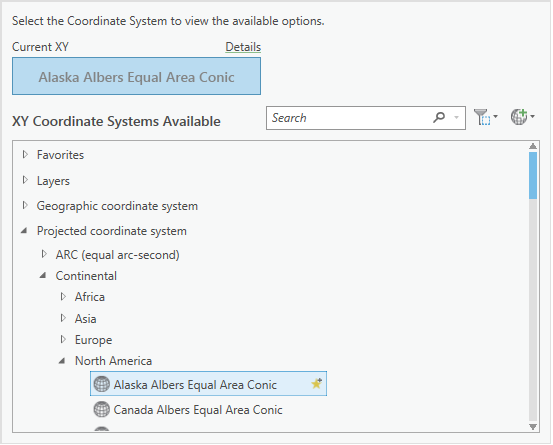 Select the Coordinate System to view the available options.
Current XY Details
Alaska Albers Equal Area Conic
XY Coordinate Systems Available Search
Favorites
Layers
Geographic coordinate system
Projected coordinate system
ARC (equal arc-second)
Continental
Africa
Asia
Europe
North America
Alaska Albers Equal Area Conic
Canada Albers Equal Area Conic